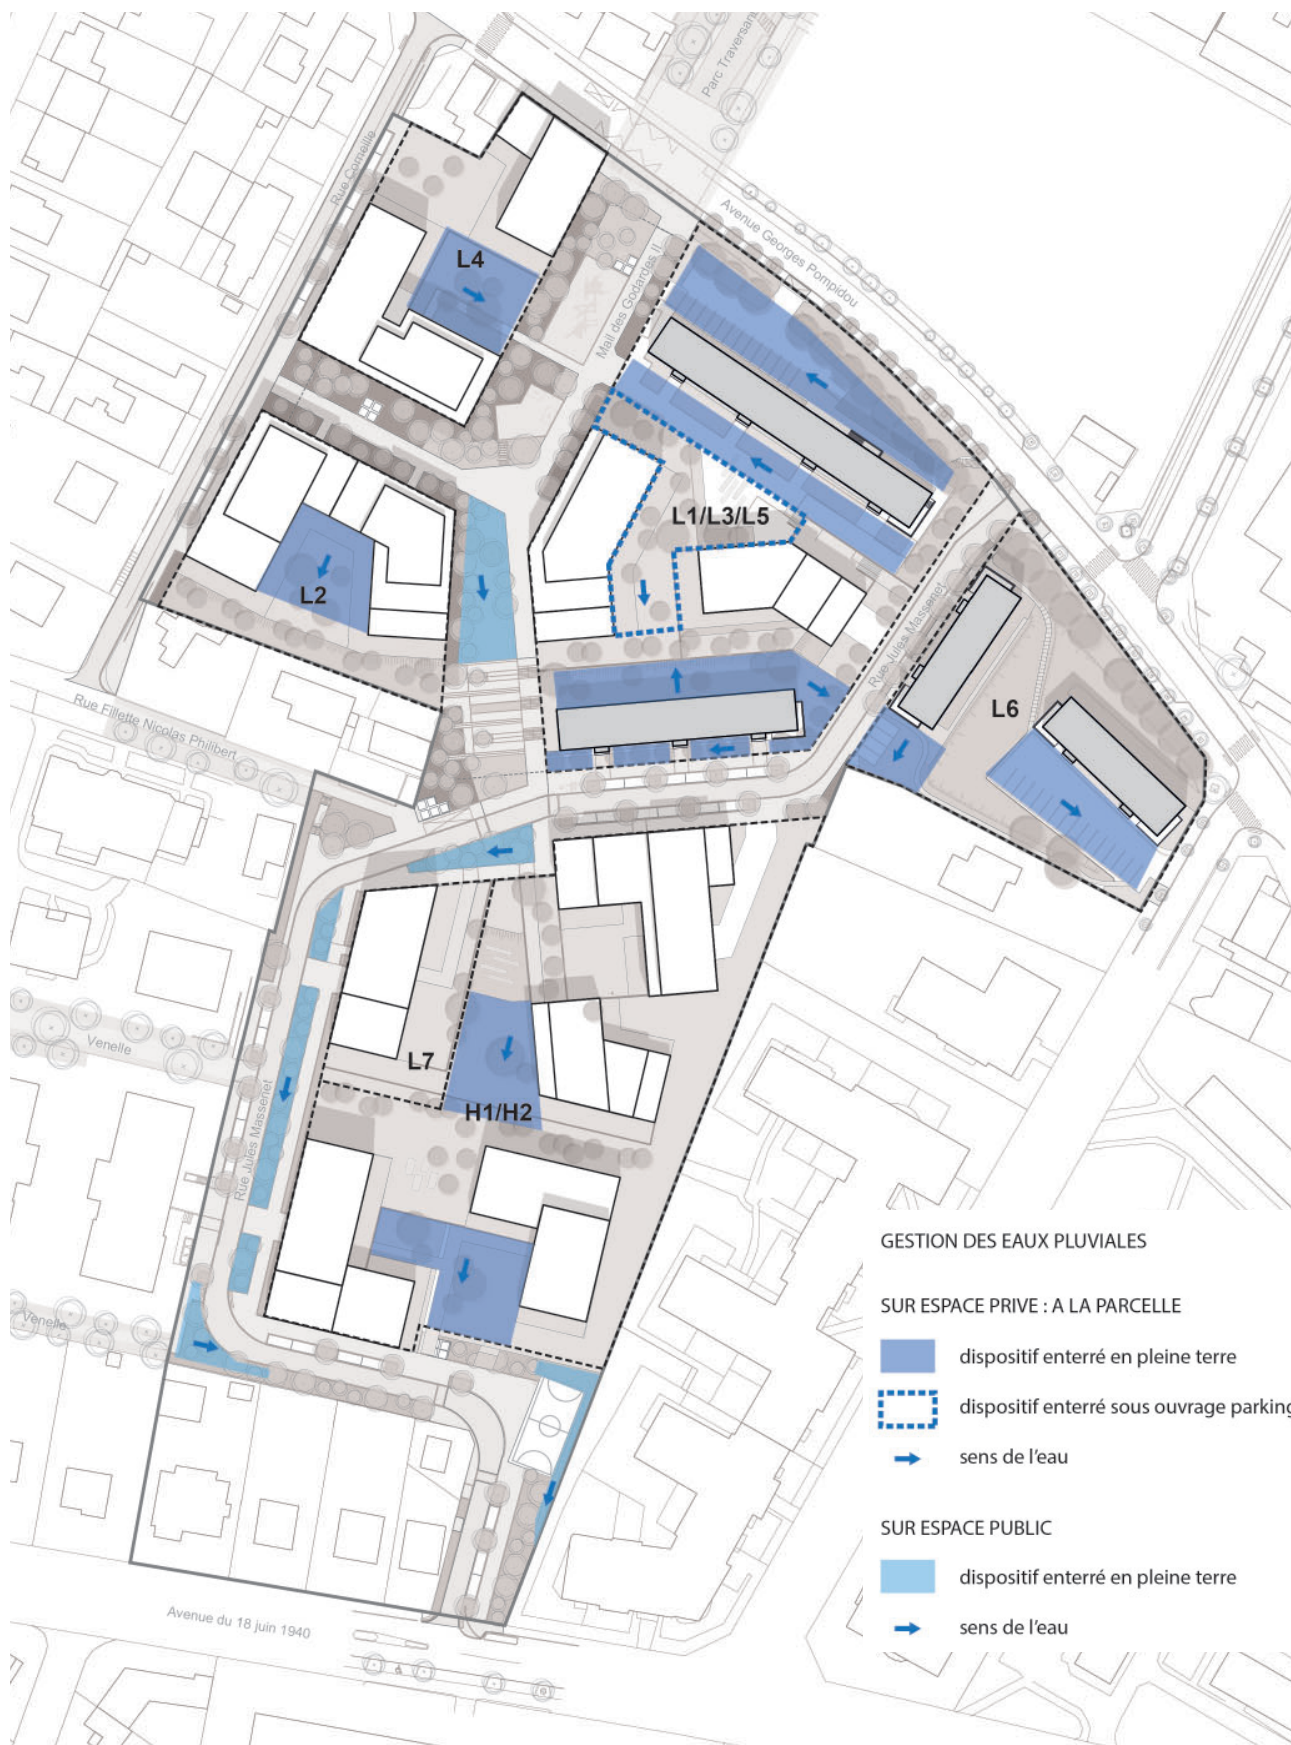 Parc Traversant
Rue Corneille
Avenue Georges Pompidou
L4
Mail des Godardes II
L1/L3/L5
L2
Rue Jules Massenet
L6
Rue Fillette Nicolas Philibert
Venelle
L7
H1/H2
Rue Jules Massenet
Venelle
Avenue du 18 juin 1940
GESTION DES EAUX PLUVIALES
SUR ESPACE PRIVE : A LA PARCELLE
dispositif enterré en pleine terre
dispositif enterré sous ouvrage parking
sens de l'eau
SUR ESPACE PUBLIC
dispositif enterré en pleine terre
sens de l'eau